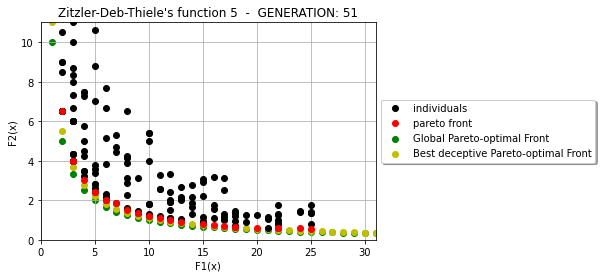 Zitzler-Deb-Thiele's function 5 - GENERATION: 51
10
8
6
4
2
0
F2(x)
0 5 10 15 20 25 30
F1(x)
individuals
pareto front
Global Pareto-optimal Front
Best deceptive Pareto-optimal Front